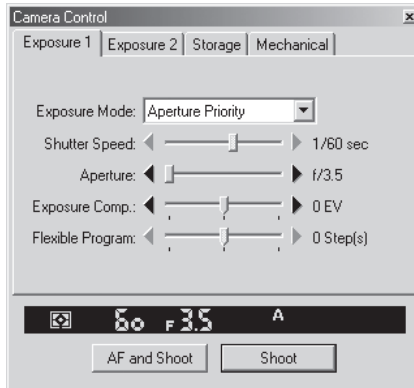 Camera Control
Exposure 1 Exposure 2 Storage Mechanical
Exposure Mode: Aperture Priority
Shutter Speed: 1/60 sec
Aperture: f/3.5
Exposure Comp.: 0 EV
Flexible Program: 0 Step(s)
60 F3.5 A
AF and Shoot Shoot